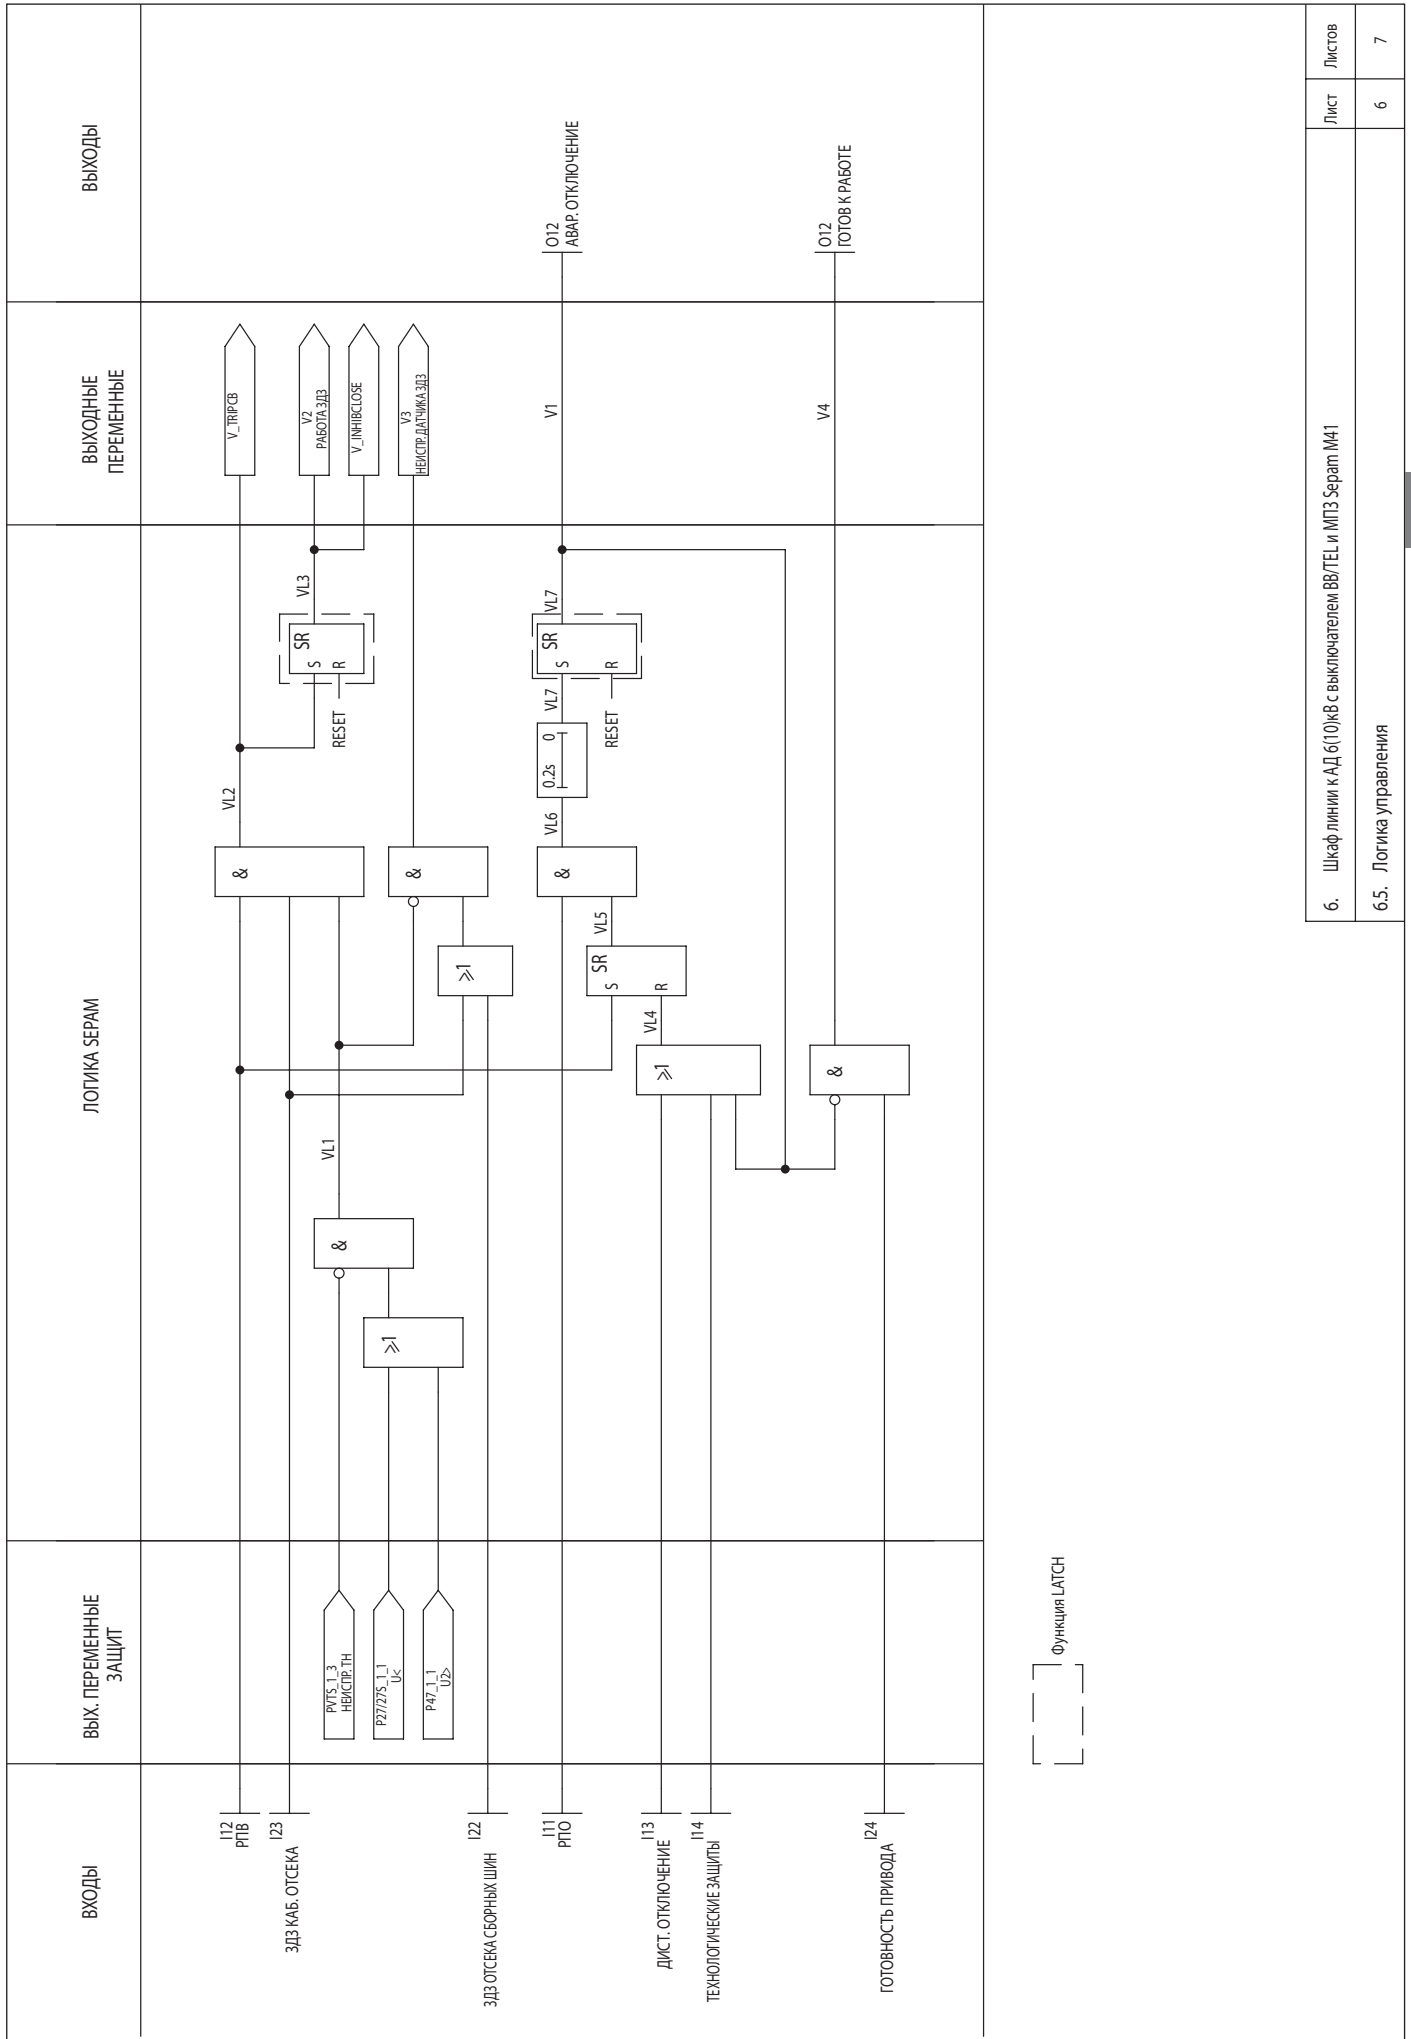 ВХОДЫ
ВЫХ. ПЕРЕМЕННЫЕ
ЗАЩИТ
ЛОГИКА SEPAM
ВЫХОДНЫЕ
ПЕРЕМЕННЫЕ
ВЫХОДЫ
I12
РПВ
I23
ЗДЗ КАБ. ОТСЕКА
I22
ЗДЗ ОТСЕКА СБОРНЫХ ШИН
I11
РПО
I13
ДИСТ. ОТКЛЮЧЕНИЕ
I14
ТЕХНОЛОГИЧЕСКИЕ ЗАЩИТЫ
I24
ГОТОВНОСТЬ ПРИВОДА
PVTS_1_3
НЕИСПР. ТН
P27/27S_1_1
U<
P47_1_1
U2>
⩾1
&
VL1
⩾1
&
&
VL2
SR
S
R
RESET
VL3
⩾1
VL4
SR
S
R
VL5
&
VL6
0.2s
0
VL7
SR
S
R
RESET
VL7
&
V_TRIPCB
V2
РАБОТА ЗДЗ
V_INHIBCLOSE
V3
НЕИСПР. ДАТЧИКА ЗДЗ
V1
V4
O12
АВАР. ОТКЛЮЧЕНИЕ
O12
ГОТОВ К РАБОТЕ
Функция LATCH
6. Шкаф линии к АД 6(10)кВ с выключателем BB/TEL и МПЗ Sepam M41
Лист
Листов
6.5. Логика управления
6
7